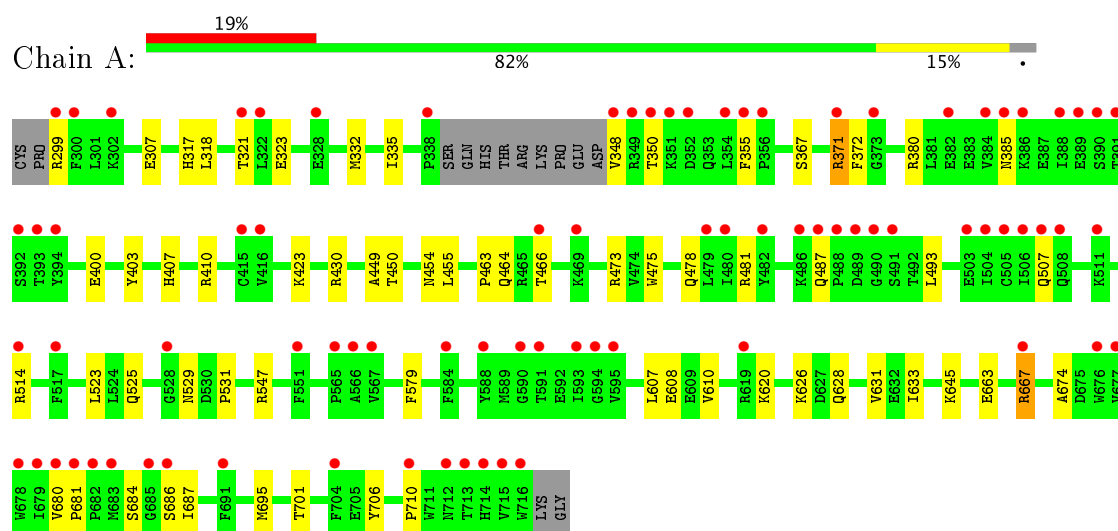 19%
Chain A:
82% 15% •
CYS PRO R299 F300 L301 K302 E307 H317 L318 T321 L322 E323 E328 M332 I335 P338 SER GLN HIS THR ARG LYS PRO GLU ASP V348 R349 T350 K351 D352 Q353 L354 F355 P356 S367 R371 F372 G373 R380 L381 E382 E383 V384 N385 K386 E387 I388 E389 S390 T391
S392 T393 Y394 E400 Y403 H407 R410 C415 V416 K423 R430 A449 T450 N454 L455 P463 Q464 R465 T466 K469 R473 V474 W475 Q478 L479 I480 R481 Y482 K486 Q487 P488 D489 G490 S491 T492 L493 E503 I504 C505 I506 Q507 Q508 K511
R514 F517 L523 L524 Q525 G528 N529 D530 P531 R547 F551 P565 A566 V567 F579 F584 Y588 M589 G590 T591 E592 I593 G594 V595 L607 E608 E609 V610 R619 K620 K626 D627 Q628 V631 E632 I633 K645 E663 R667 A674 D675 W676 V677
W678 I679 V680 P681 P682 M683 S684 G685 S686 I687 F691 M695 T701 F704 E705 Y706 P710 W711 N712 T713 H714 V715 W716 LYS GLY